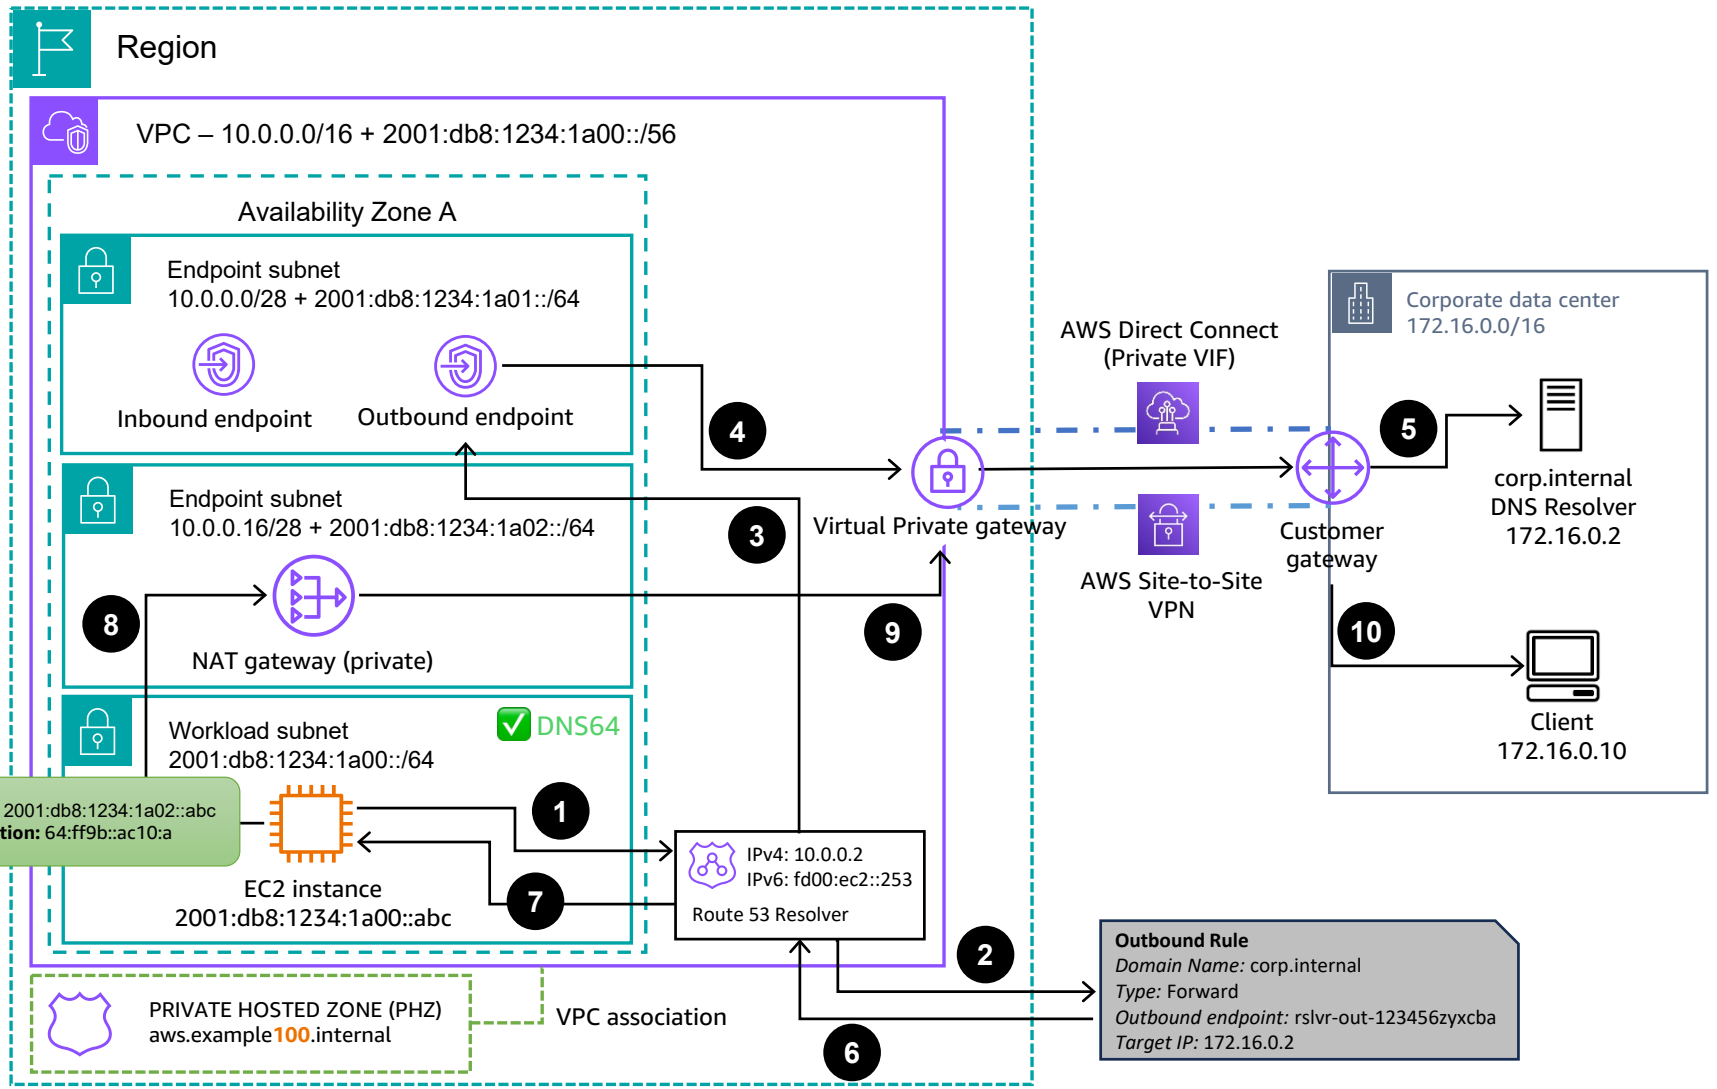 Region
VPC – 10.0.0.0/16 + 2001:db8:1234:1a00::/56
Availability Zone A
Endpoint subnet
10.0.0.0/28 + 2001:db8:1234:1a01::/64
Inbound endpoint
Outbound endpoint
4
Endpoint subnet
10.0.0.16/28 + 2001:db8:1234:1a02::/64
3
8
NAT gateway (private)
9
Workload subnet
2001:db8:1234:1a00::/64
DNS64
2001:db8:1234:1a02::abc
tion: 64:ff9b::ac10:a
1
EC2 instance
2001:db8:1234:1a00::abc
7
IPv4: 10.0.0.2
IPv6: fd00:ec2::253
Route 53 Resolver
PRIVATE HOSTED ZONE (PHZ)
aws.example100.internal
VPC association
2
6
Outbound Rule
Domain Name: corp.internal
Type: Forward
Outbound endpoint: rslvr-out-123456zyxcba
Target IP: 172.16.0.2
Virtual Private gateway
AWS Direct Connect
(Private VIF)
AWS Site-to-Site
VPN
Customer
gateway
Corporate data center
172.16.0.0/16
5
corp.internal
DNS Resolver
172.16.0.2
10
Client
172.16.0.10